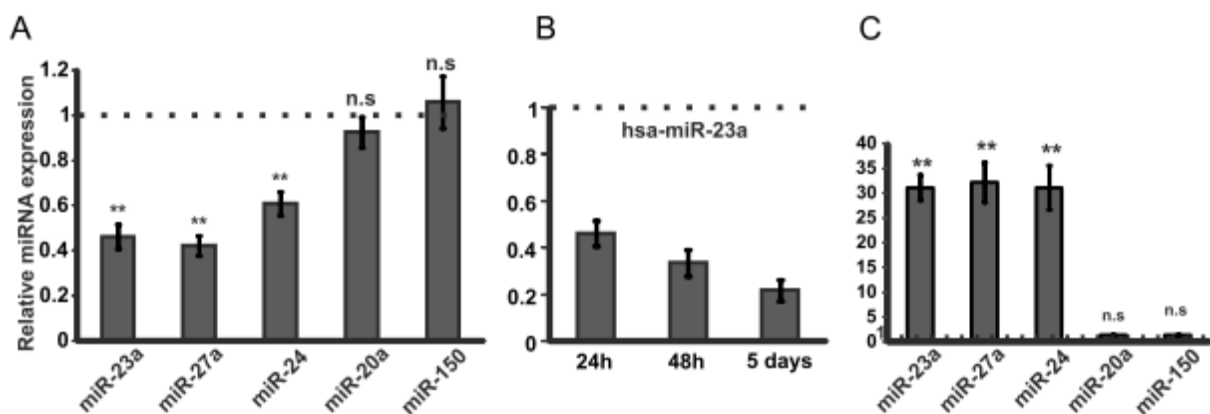 A
B
C
Relative miRNA expression
1.2
1
0.8
0.6
0.4
0.2
0
**
**
**
n.s
n.s
miR-23a
miR-27a
miR-24
miR-20a
miR-150
1
0.8
0.6
0.4
0.2
0
hsa-miR-23a
24h
48h
5 days
40
35
30
25
20
15
10
5
1
0
**
**
**
n.s
n.s
miR-23a
miR-27a
miR-24
miR-20a
miR-150